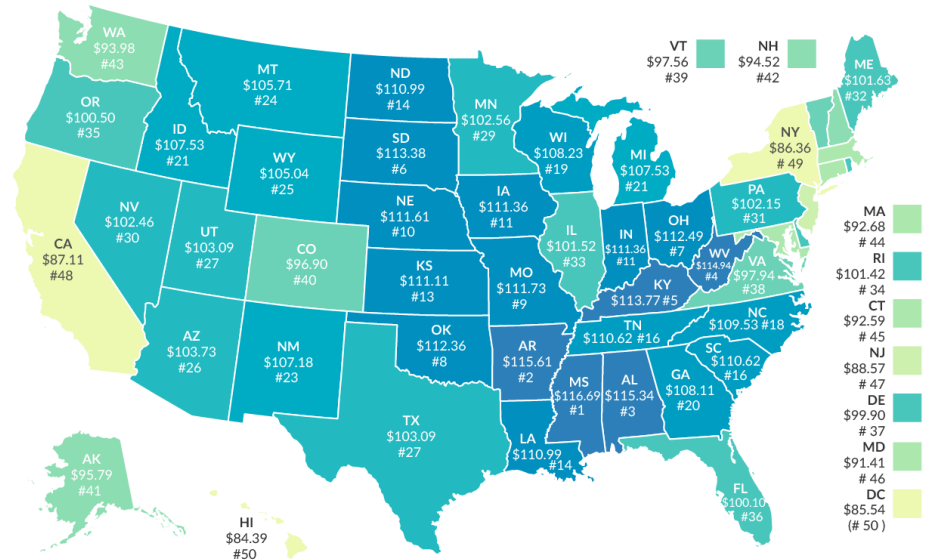 WA
$93.98
#43
OR
$100.50
#35
CA
$87.11
#48
NV
$102.46
#30
ID
$107.53
#21
MT
$105.71
#24
WY
$105.04
#25
UT
$103.09
#27
CO
$96.90
#40
AZ
$103.73
#26
NM
$107.18
#23
ND
$110.99
#14
SD
$113.38
#6
NE
$111.61
#10
KS
$111.11
#13
OK
$112.36
#8
TX
$103.09
#27
MN
$102.56
#29
IA
$111.36
#11
MO
$111.73
#9
AR
$115.61
#2
LA
$110.99
#14
WI
$108.23
#19
IL
$101.52
#33
MI
$107.53
#21
IN
$111.36
#11
OH
$112.49
#7
KY
$113.77 #5
TN
$110.62 #16
MS
$116.69
#1
AL
$115.34
#3
GA
$108.11
#20
FL
$100.10
#36
SC
$110.62
#16
NC
$109.53 #18
VA
$97.94
#38
WV
$114.94
#4
PA
$102.15
#31
NY
$86.36
# 49
VT
$97.56
#39
NH
$94.52
#42
ME
$101.63
#32
MA
$92.68
# 44
RI
$101.42
# 34
CT
$92.59
# 45
NJ
$88.57
# 47
DE
$99.90
# 37
MD
$91.41
# 46
DC
$85.54
(# 50 )
AK
$95.79
#41
HI
$84.39
#50